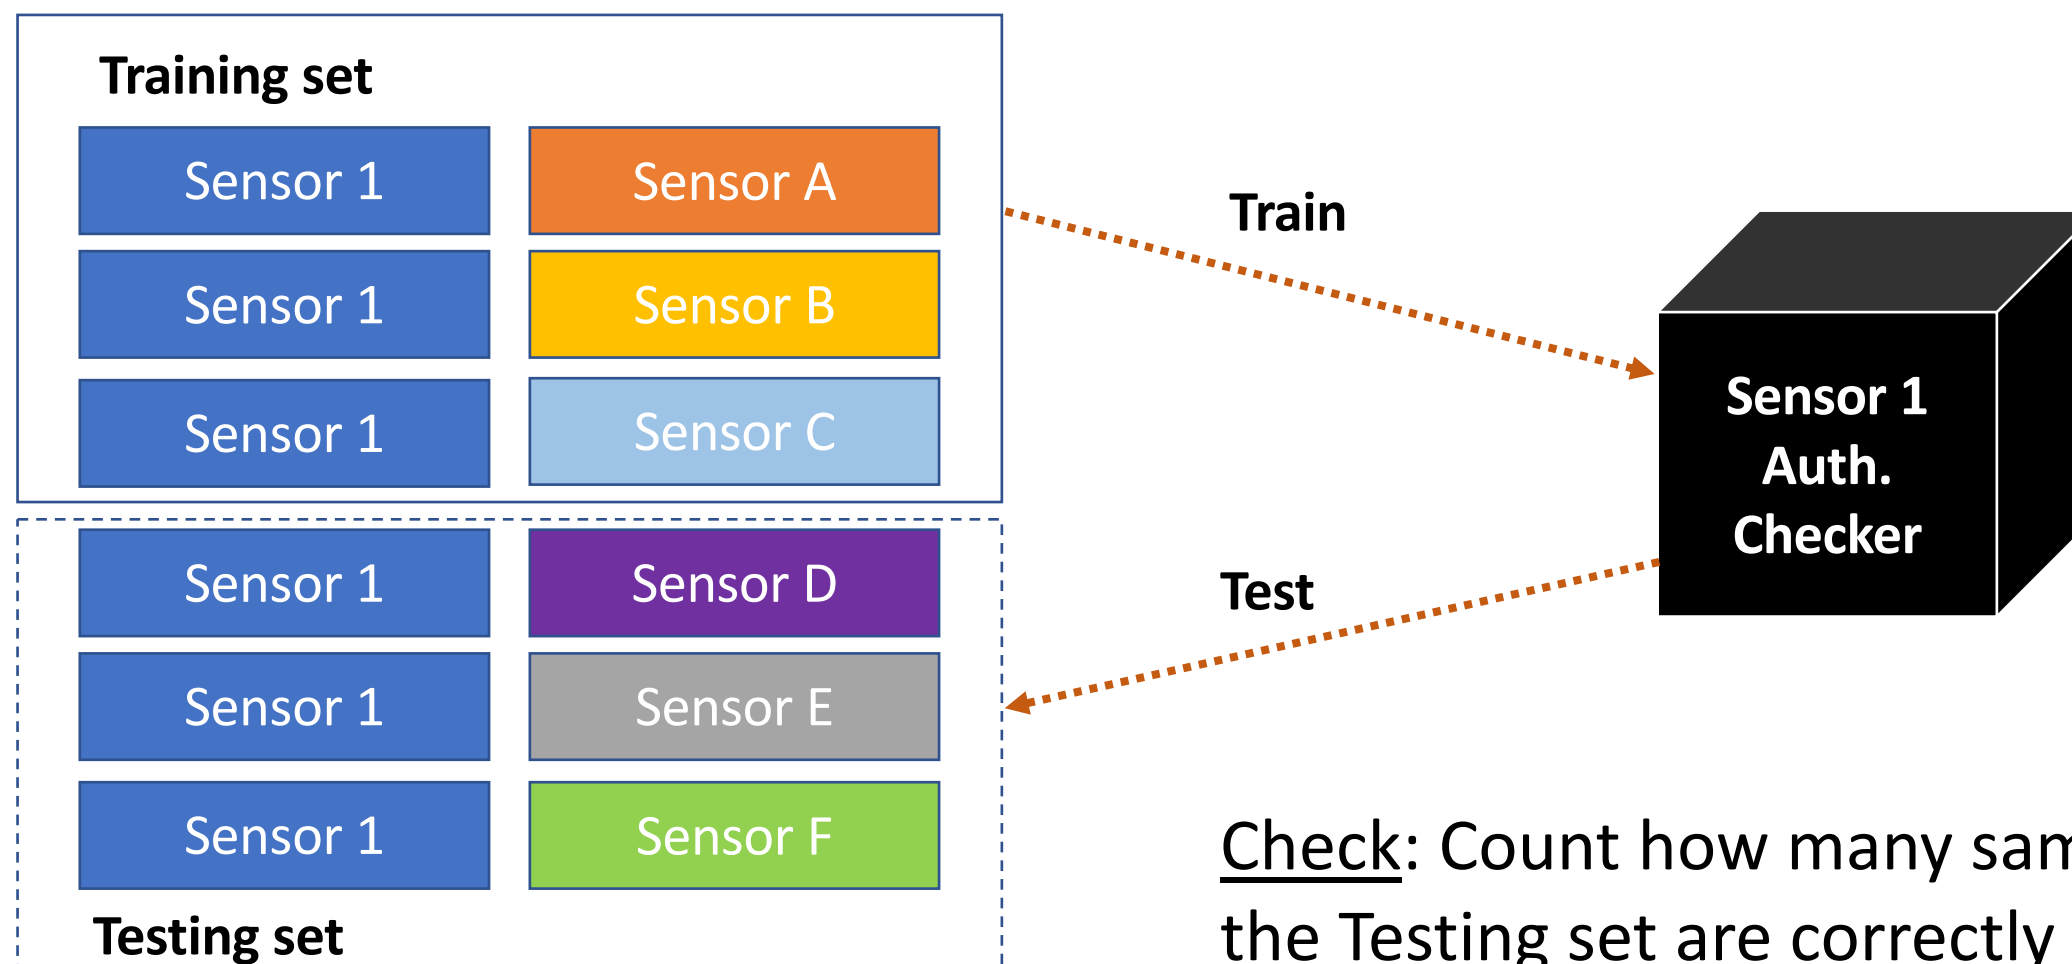 Training set
Sensor 1 Sensor A
Sensor 1 Sensor B
Sensor 1 Sensor C
Sensor 1 Sensor D
Sensor 1 Sensor E
Sensor 1 Sensor F
Testing set
Train
Test
Sensor 1
Auth.
Checker
Check: Count how many
the Testing set are correctly